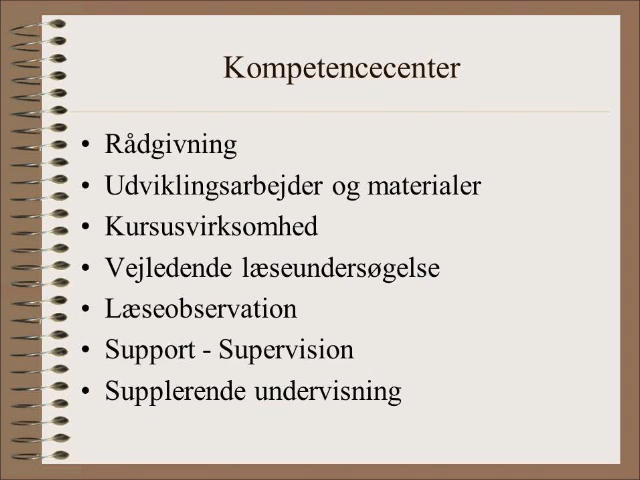 Kompetencecenter
• Rådgivning
• Udviklingsarbejder og materialer
• Kursusvirksomhed
• Vejledende læseundersøgelse
• Læseobservation
• Support - Supervision
• Supplerende undervisning